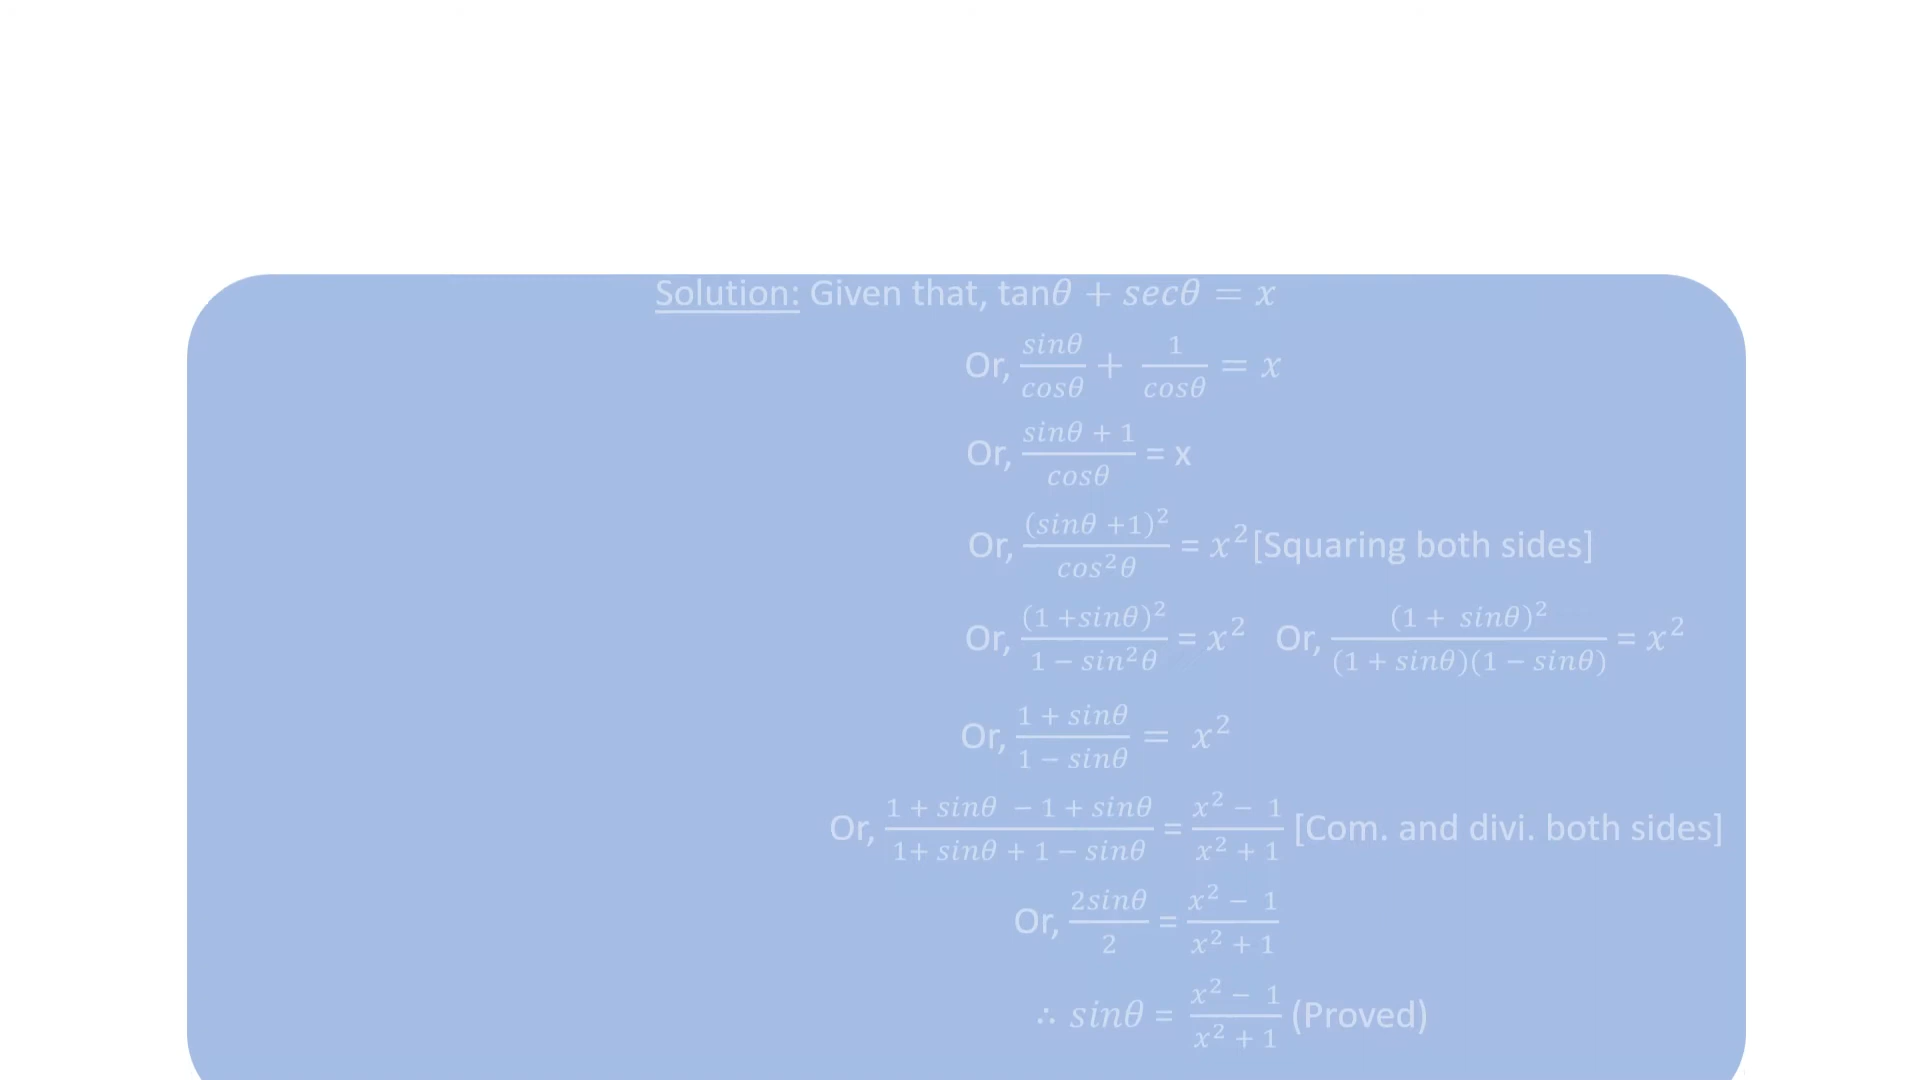 Solution: Given that, tanθ + secθ = x
Or, sinθ/cosθ + 1/cosθ = x
Or, (sinθ + 1)/cosθ = x
Or, (sinθ +1)²/cos²θ = x² [Squaring both sides]
Or, (1 +sinθ)²/(1 − sin²θ) = x² Or, (1 + sinθ)²/((1 + sinθ)(1 − sinθ)) = x²
Or, (1 + sinθ)/(1 − sinθ) = x²
Or, (1 + sinθ − 1 + sinθ)/(1+ sinθ + 1 − sinθ) = (x² − 1)/(x² + 1) [Com. and divi. both sides]
Or, 2sinθ/2 = (x² − 1)/(x² + 1)
∴ sinθ = (x² − 1)/(x² + 1) (Proved)